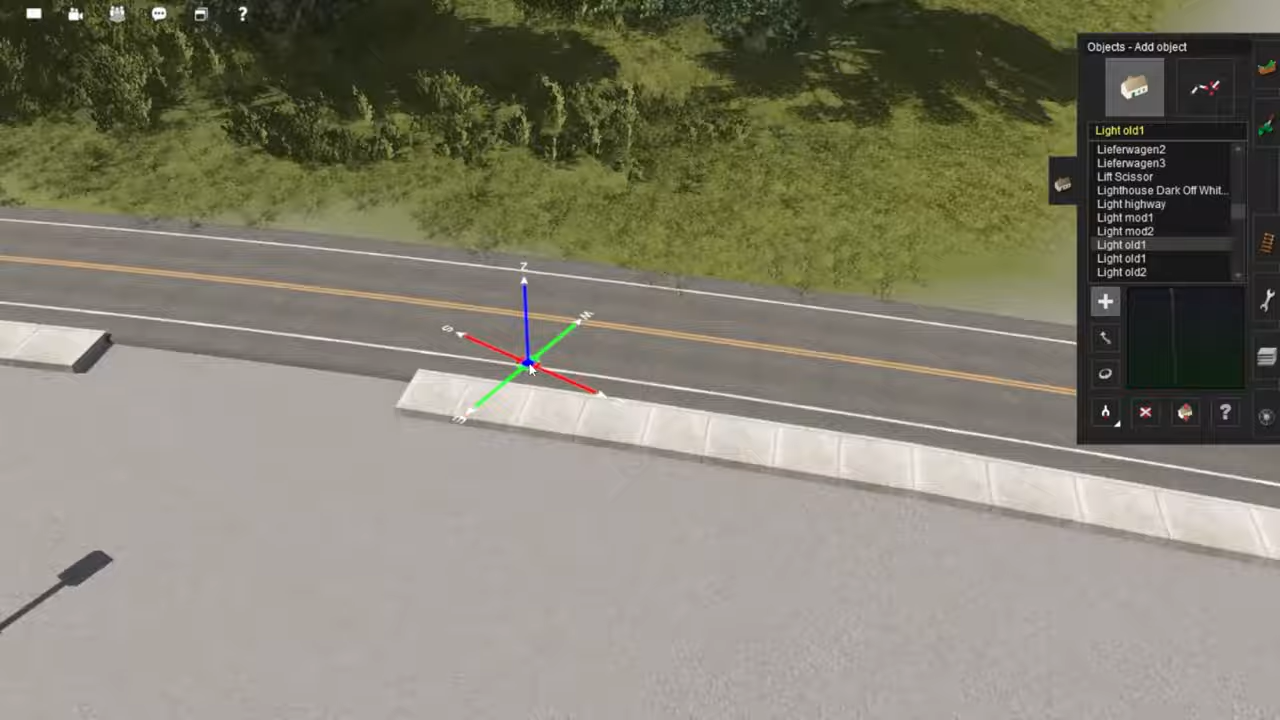 ?
Objects - Add object
Light old1
Lieferwagen2
Lieferwagen3
Lift Scissor
Lighthouse Dark Off Whit...
Light highway
Light mod1
Light mod2
Light old1
Light old1
Light old2
Z
W
S
E
?